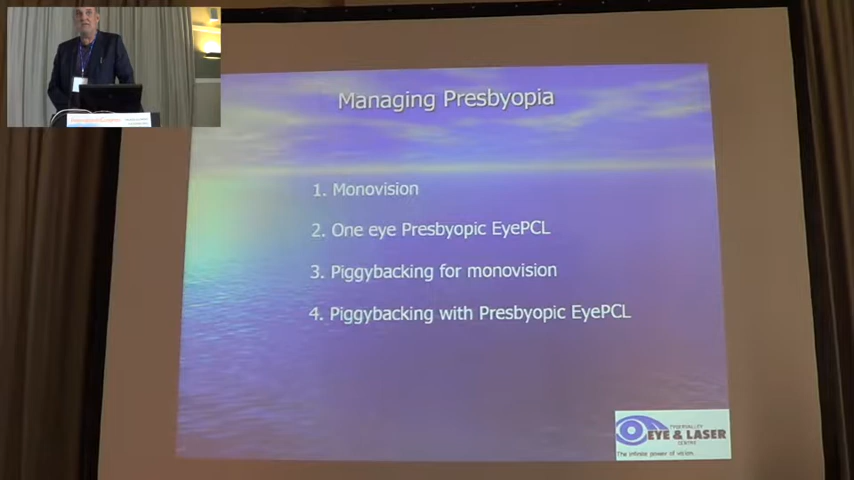 Managing Presbyopia
1. Monovision
2. One eye Presbyopic EyePCL
3. Piggybacking for monovision
4. Piggybacking with Presbyopic EyePCL
EYE & LASER
CENTRE
The infinite power of vision.